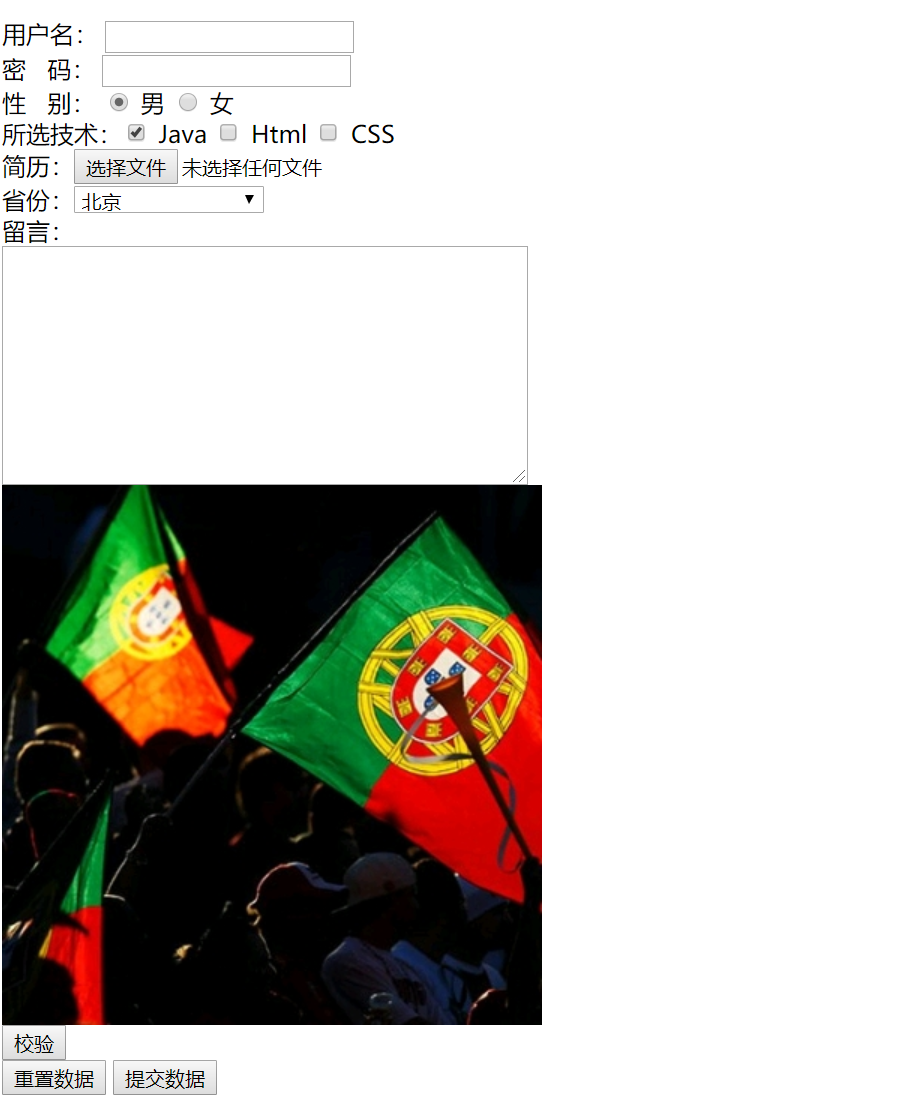 用户名：
密 码：
性 别： 男 女
所选技术： Java Html CSS
简历： 选择文件 未选择任何文件
省份： 北京
留言：
校验
重置数据 提交数据